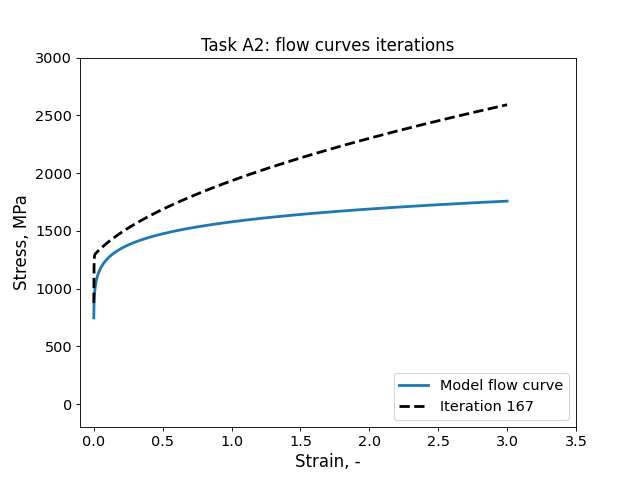 Task A2: flow curves iterations
3000
2500
2000
1500
1000
500
0
Stress, MPa
0.0 0.5 1.0 1.5 2.0 2.5 3.0 3.5
Strain, -
Model flow curve
Iteration 167